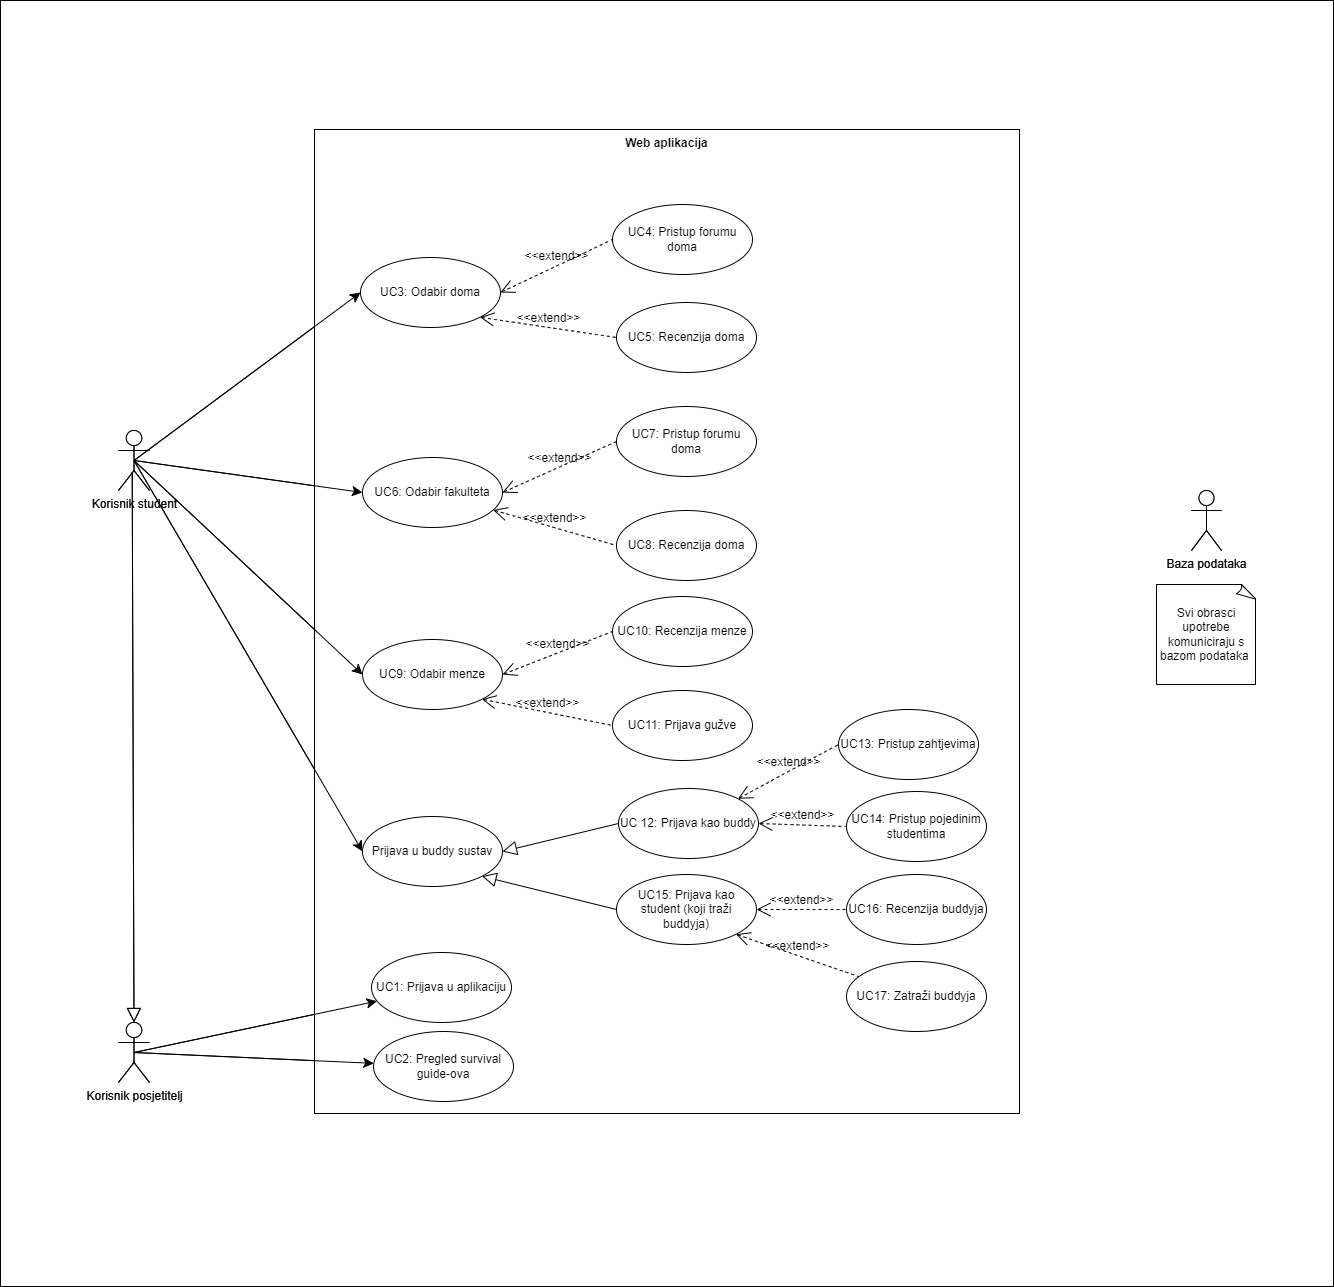 Web aplikacija
UC4: Pristup forumu
doma
<<extend>>
UC3: Odabir doma
<<extend>>
UC5: Recenzija doma
UC7: Pristup forumu
doma
<<extend>>
UC6: Odabir fakulteta
<<extend>>
UC8: Recenzija doma
Korisnik student
Baza podataka
Svi obrasci
upotrebe
komuniciraju s
bazom podataka
UC10: Recenzija menze
<<extend>>
UC9: Odabir menze
<<extend>>
UC11: Prijava gužve
UC13: Pristup zahtjevima
<<extend>>
UC 12: Prijava kao buddy
<<extend>>
UC14: Pristup pojedinim
studentima
Prijava u buddy sustav
UC15: Prijava kao
student (koji traži
buddyja)
<<extend>>
UC16: Recenzija buddyja
<<extend>>
UC17: Zatraži buddyja
UC1: Prijava u aplikaciju
UC2: Pregled survival
guide-ova
Korisnik posjetitelj